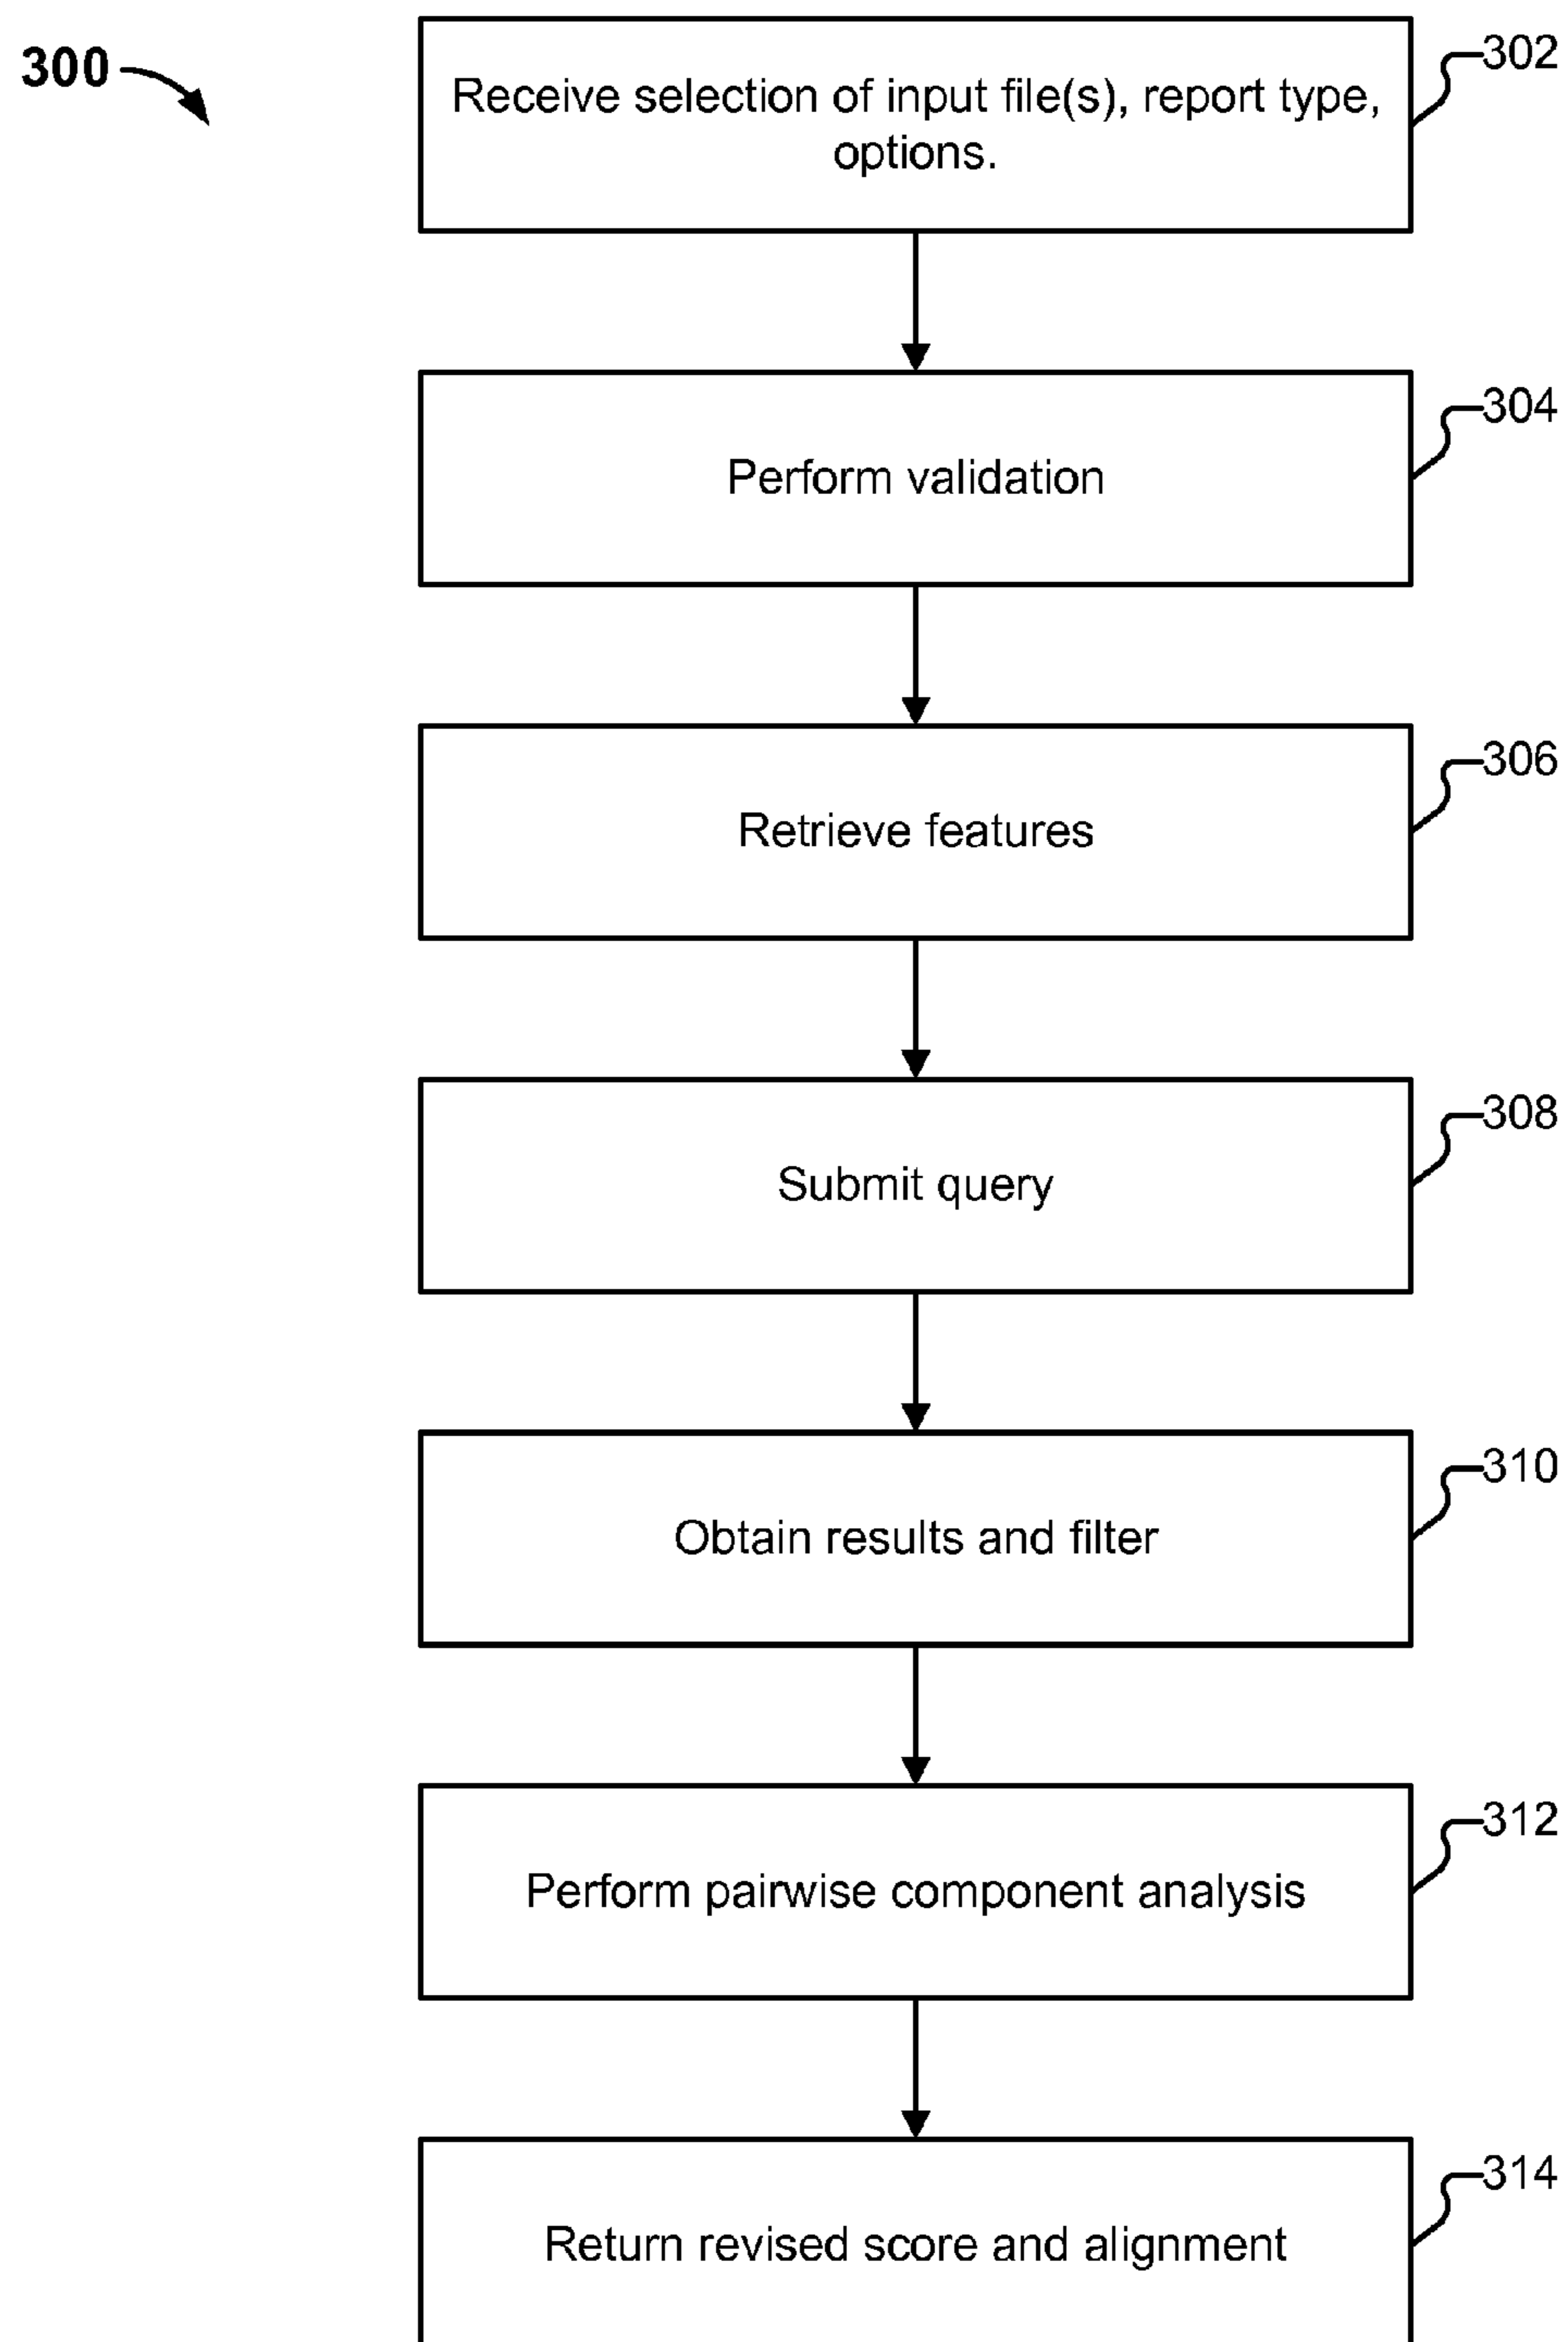 300
302
Receive selection of input file(s), report type,
options.
304
Perform validation
306
Retrieve features
308
Submit query
310
Obtain results and filter
312
Perform pairwise component analysis
314
Return revised score and alignment